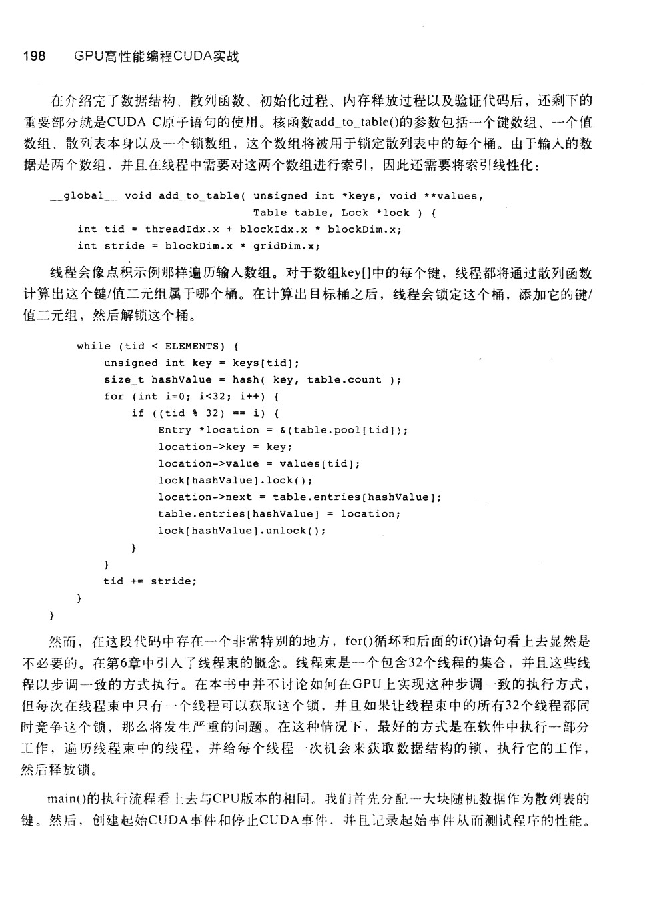 198 GPU高性能编程CUDA实战
在介绍完了数据结构、散列函数、初始化过程、内存释放过程以及验证代码后，还剩下的
重要部分就是CUDA C原子语句的使用。核函数add_to_table()的参数包括一个键数组、一个值
数组、散列表本身以及一个锁数组，这个数组将被用于锁定散列表中的每个桶。由于输入的数
据是两个数组，并且在线程中需要对这两个数组进行索引，因此还需要将索引线性化：
__global__ void add_to_table( unsigned int *keys, void **values,
Table table, Lock *lock ) {
int tid = threadIdx.x + blockIdx.x * blockDim.x;
int stride = blockDim.x * gridDim.x;
线程会像点积示例那样遍历输入数组。对于数组key[]中的每个键，线程都将通过散列函数
计算出这个键/值二元组属于哪个桶。在计算出目标桶之后，线程会锁定这个桶，添加它的键/
值二元组，然后解锁这个桶。
while (tid < ELEMENTS) {
unsigned int key = keys[tid];
size_t hashValue = hash( key, table.count );
for (int i=0; i<32; i++) {
if ((tid % 32) == i) {
Entry *location = &(table.pool[tid]);
location->key = key;
location->value = values[tid];
lock[hashValue].lock();
location->next = table.entries[hashValue];
table.entries[hashValue] = location;
lock[hashValue].unlock();
}
}
tid += stride;
}
}
然而，在这段代码中存在一个非常特别的地方，for()循环和后面的if()语句看上去显然是
不必要的。在第6章中引入了线程束的概念。线程束是一个包含32个线程的集合，并且这些线
程以步调一致的方式执行。在本书中并不讨论如何在GPU上实现这种步调一致的执行方式，
但每次在线程束中只有一个线程可以获取这个锁，并且如果让线程束中的所有32个线程都同
时竞争这个锁，那么将发生严重的问题。在这种情况下，最好的方式是在软件中执行一部分
工作，遍历线程束中的线程，并给每个线程一次机会来获取数据结构的锁，执行它的工作，
然后释放锁。
main()的执行流程看上去与CPU版本的相同。我们首先分配一大块随机数据作为散列表的
键。然后，创建起始CUDA事件和停止CUDA事件，并且记录起始事件从而测试程序的性能。